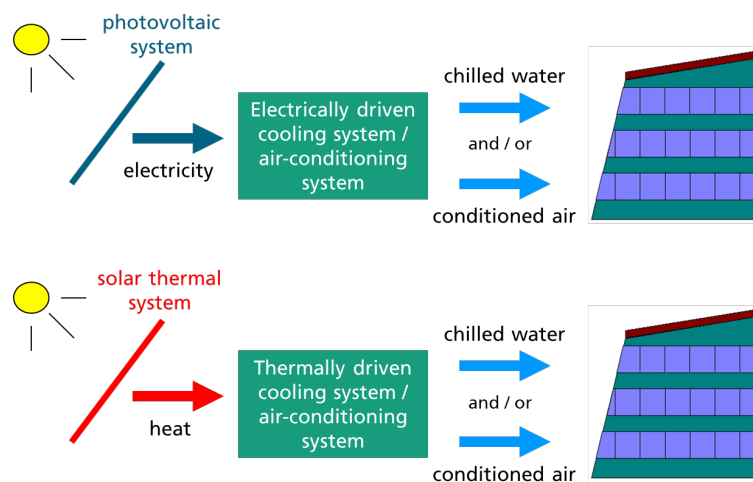 photovoltaic
system
electricity
Electrically driven
cooling system /
air-conditioning
system
chilled water
and / or
conditioned air
solar thermal
system
heat
Thermally driven
cooling system /
air-conditioning
system
chilled water
and / or
conditioned air